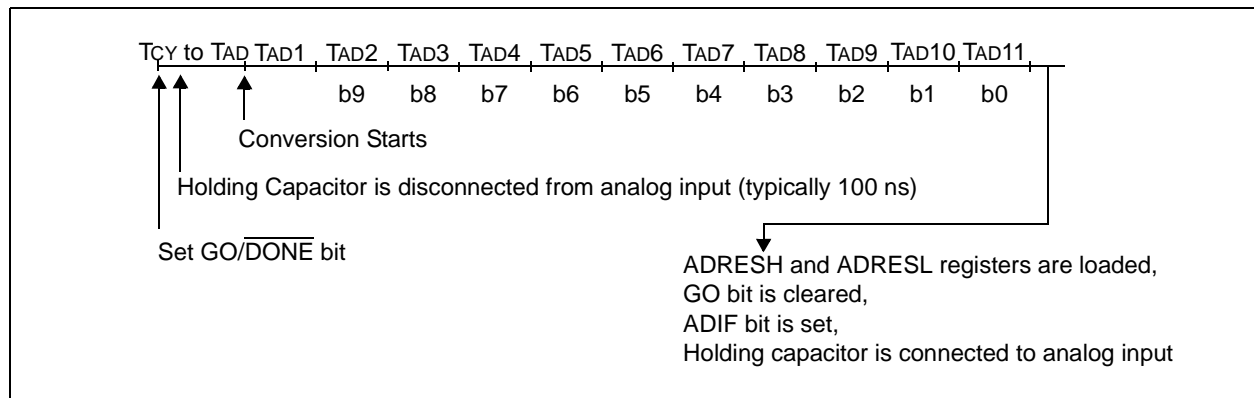 TCY to TAD TAD1 TAD2 TAD3 TAD4 TAD5 TAD6 TAD7 TAD8 TAD9 TAD10 TAD11
b9 b8 b7 b6 b5 b4 b3 b2 b1 b0
Conversion Starts
Holding Capacitor is disconnected from analog input (typically 100 ns)
Set GO/DONE bit
ADRESH and ADRESL registers are loaded,
GO bit is cleared,
ADIF bit is set,
Holding capacitor is connected to analog input